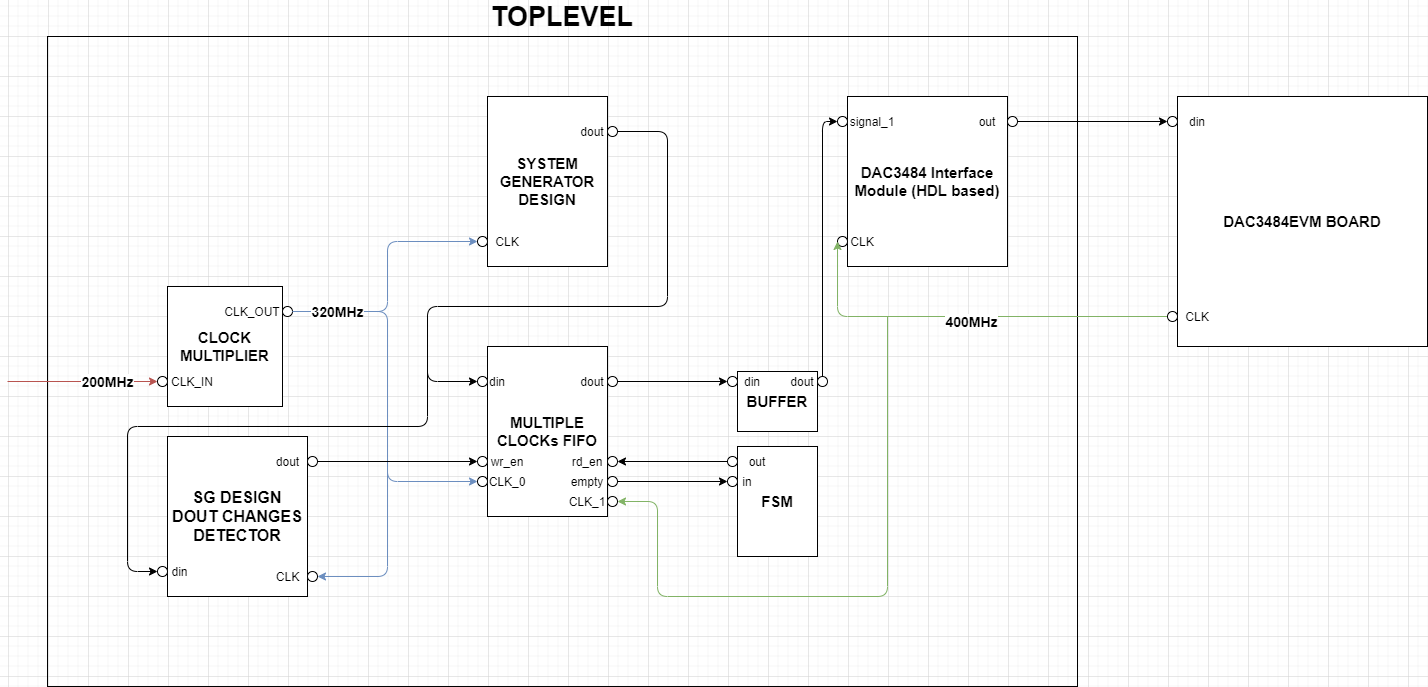 TOPLEVEL
dout
SYSTEM
GENERATOR
DESIGN
CLK
signal_1
out
DAC3484 Interface
Module (HDL based)
CLK
din
DAC3484EVM BOARD
CLK
400MHz
CLK_OUT
320MHz
CLOCK
MULTIPLIER
200MHz
CLK_IN
din
dout
MULTIPLE
CLOCKs FIFO
wr_en
rd_en
CLK_0
empty
CLK_1
din
dout
BUFFER
out
in
FSM
dout
SG DESIGN
DOUT CHANGES
DETECTOR
din
CLK